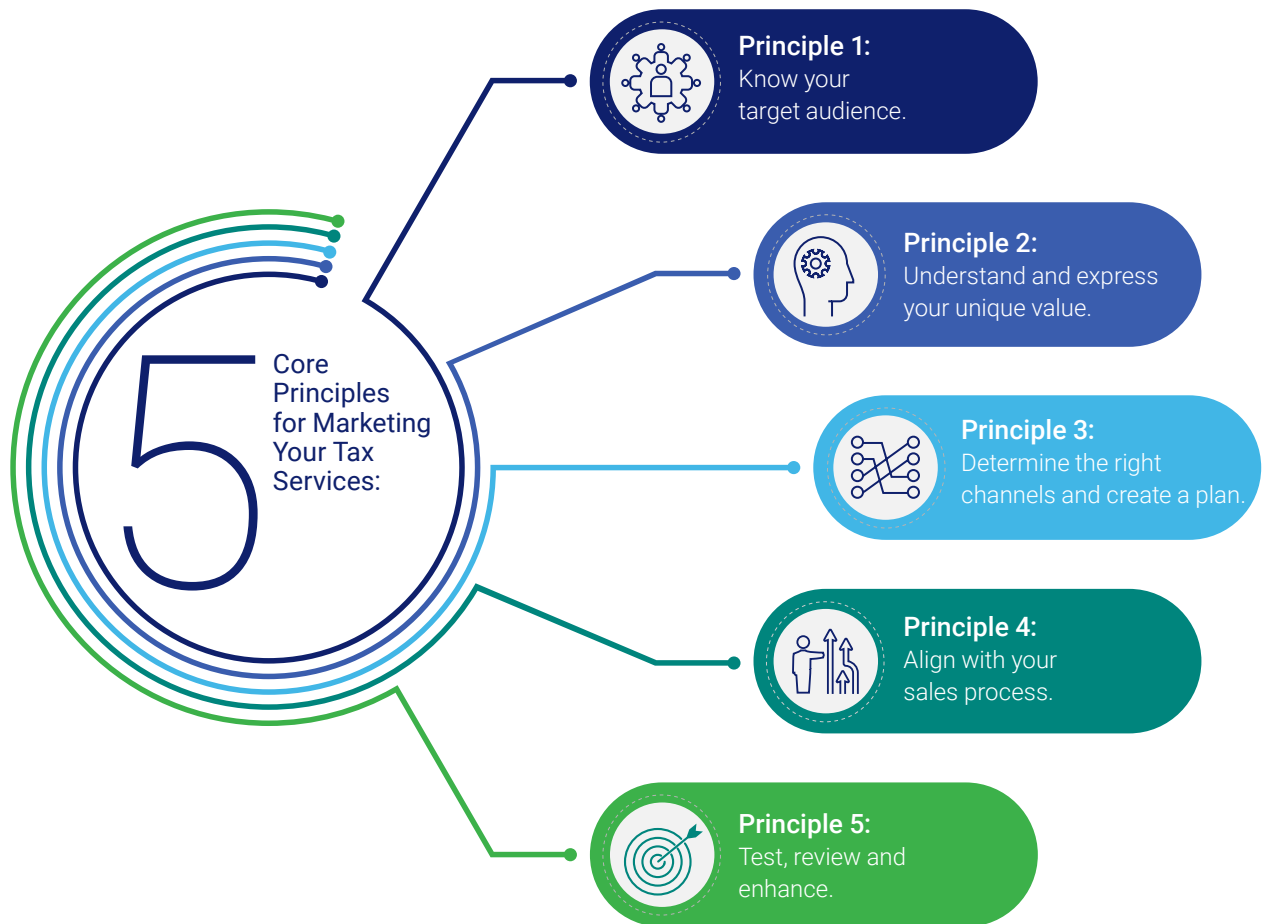 5
Core
Principles
for Marketing
Your Tax
Services:
Principle 1:
Know your
target audience.
Principle 2:
Understand and express
your unique value.
Principle 3:
Determine the right
channels and create a plan.
Principle 4:
Align with your
sales process.
Principle 5:
Test, review and
enhance.